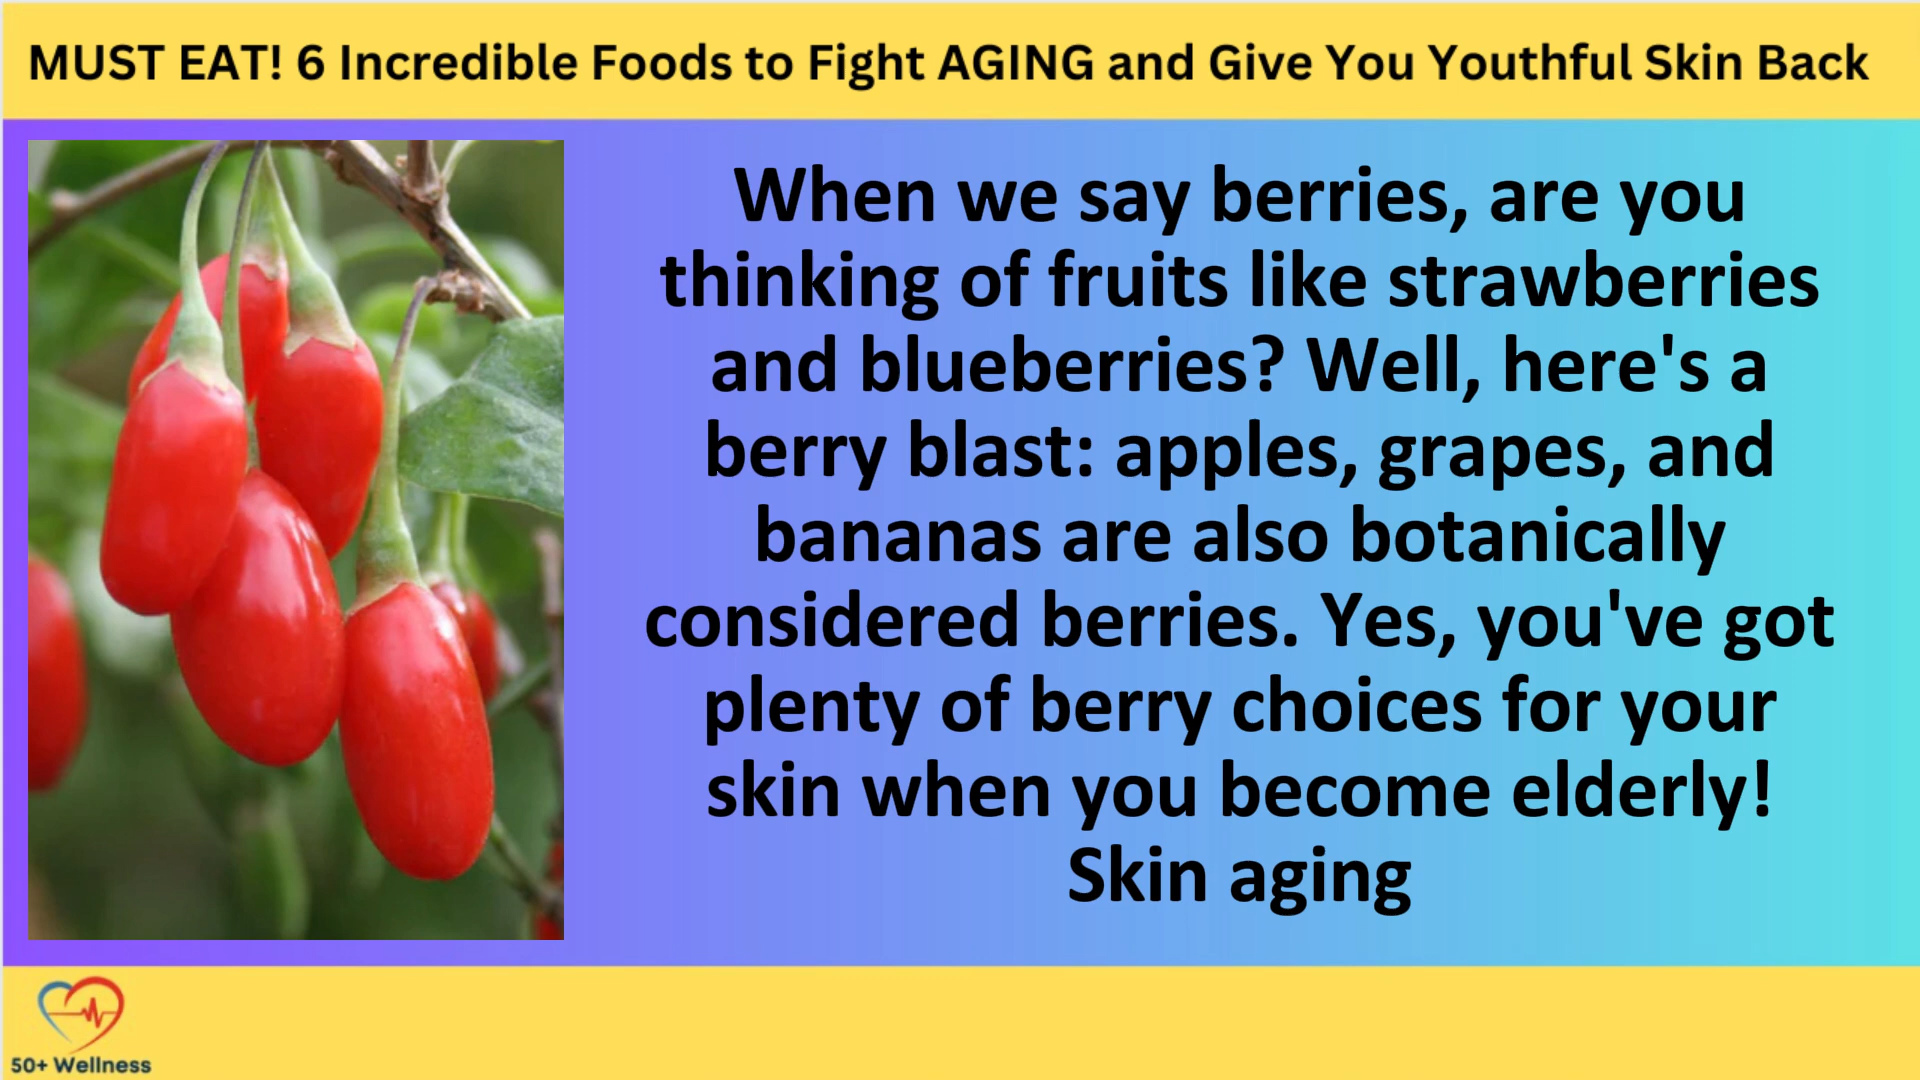 MUST EAT! 6 Incredible Foods to Fight AGING and Give You Youthful Skin Back
When we say berries, are you
thinking of fruits like strawberries
and blueberries? Well, here's a
berry blast: apples, grapes, and
bananas are also botanically
considered berries. Yes, you've got
plenty of berry choices for your
skin when you become elderly!
Skin aging
50+ Wellness